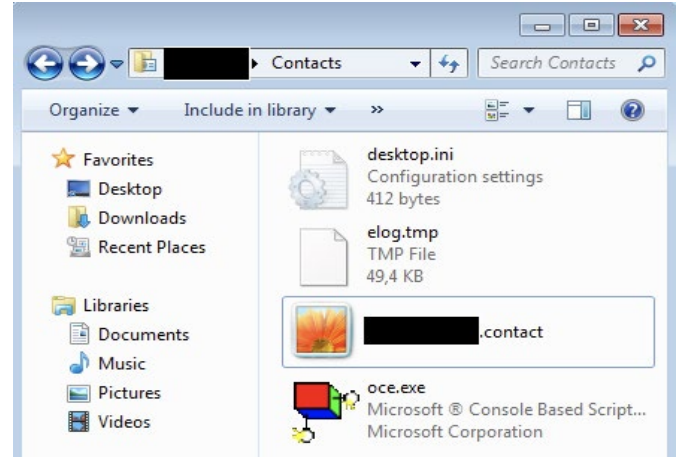 Contacts
Search Contacts
Organize
Include in library
»
Favorites
Desktop
Downloads
Recent Places
Libraries
Documents
Music
Pictures
Videos
desktop.ini
Configuration settings
412 bytes
elog.tmp
TMP File
49,4 KB
.contact
oce.exe
Microsoft ® Console Based Script...
Microsoft Corporation